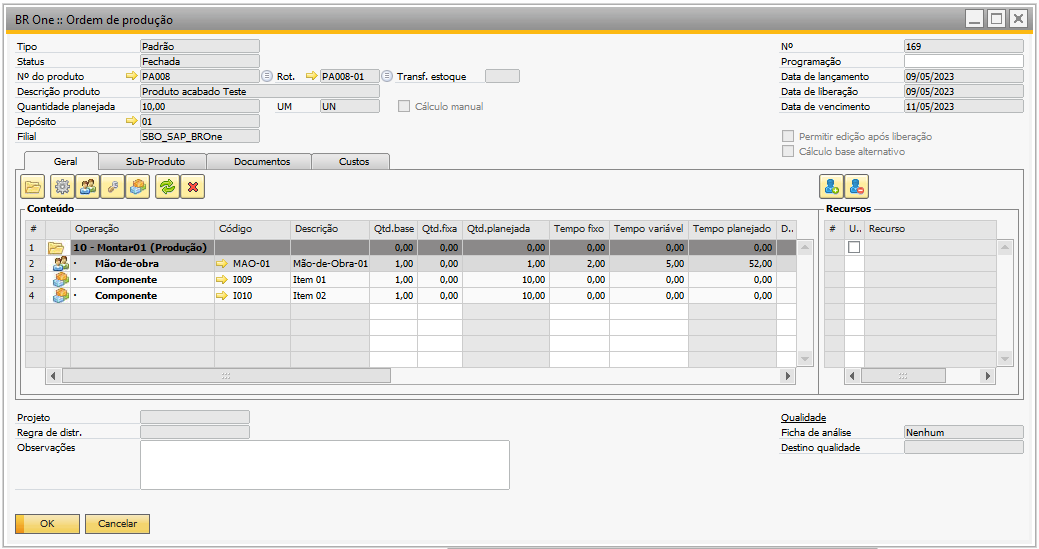 BR One :: Ordem de produção
Tipo Padrão Nº 169
Status Fechada Programação
Nº do produto PA008 Rot. PA008-01 Transf. estoque Data de lançamento 09/05/2023
Descrição produto Produto acabado Teste Data de liberação 09/05/2023
Quantidade planejada 10,00 UM UN Cálculo manual Data de vencimento 11/05/2023
Depósito 01
Filial SBO_SAP_BROne Permitir edição após liberação
Cálculo base alternativo
Geral Sub-Produto Documentos Custos
Conteúdo Recursos
# Operação Código Descrição Qtd.base Qtd.fixa Qtd.planejada Tempo fixo Tempo variável Tempo planejado D.. # U.. Recurso
1 10 - Montar01 (Produção) 0,00 0,00 0,00 0,00 0,00 0,00
2 · Mão-de-obra MAO-01 Mão-de-Obra-01 1,00 0,00 1,00 2,00 5,00 52,00
3 · Componente I009 Item 01 1,00 0,00 10,00 0,00 0,00 0,00
4 · Componente I010 Item 02 1,00 0,00 10,00 0,00 0,00 0,00
Projeto Qualidade
Regra de distr. Ficha de análise Nenhum
Observações Destino qualidade
OK Cancelar